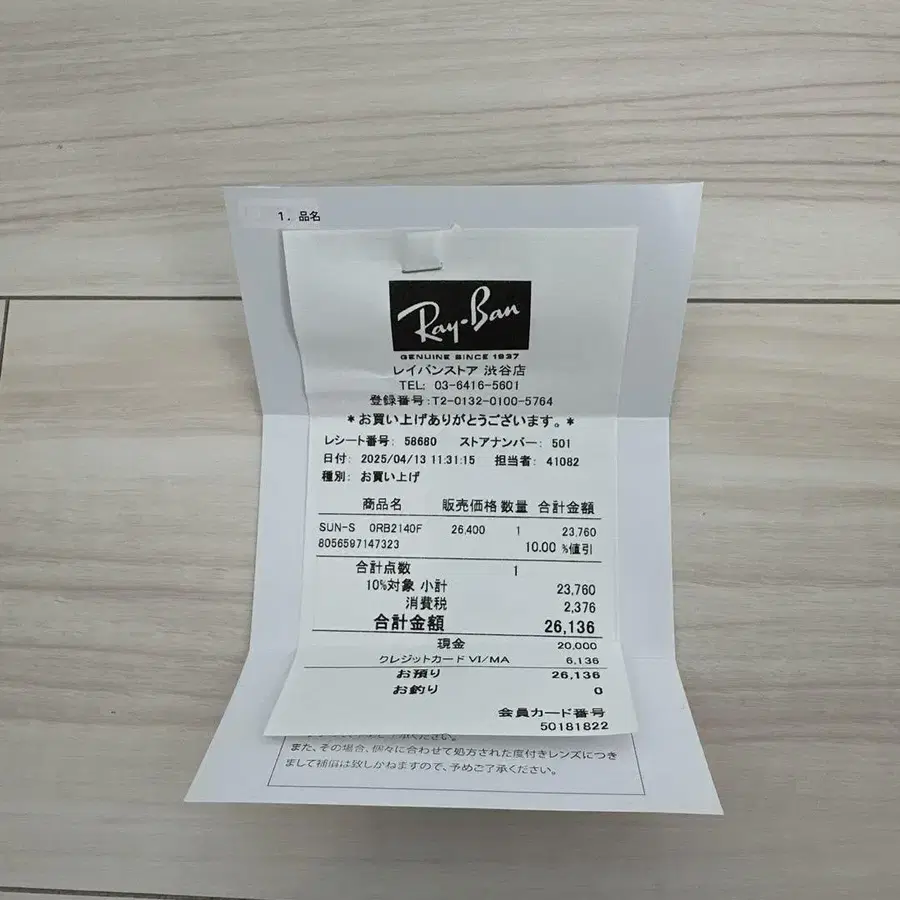 1. 品名
Ray-Ban
GENUINE SINCE 1937
レイバンストア 渋谷店
TEL: 03-6416-5601
登録番号:T2-0132-0100-5764
*お買い上げありがとうございます。*
レシート番号: 58680 ストアナンバー: 501
日付: 2025/04/13 11:31:15 担当者: 41082
種別: お買い上げ
商品名 販売価格 数量 合計金額
SUN-S 0RB2140F 26,400 1 23,760
8056597147323 10.00 %値引
合計点数 1
10%対象 小計 23,760
消費税 2,376
合計金額 26,136
現金 20,000
クレジットカード VI/MA 6,136
お預り 26,136
お釣り 0
会員カード番号
50181822
また、その場合、個々に合わせて処方された度付きレンズにつき
まして補償は致しかねますので、予めご了承ください。